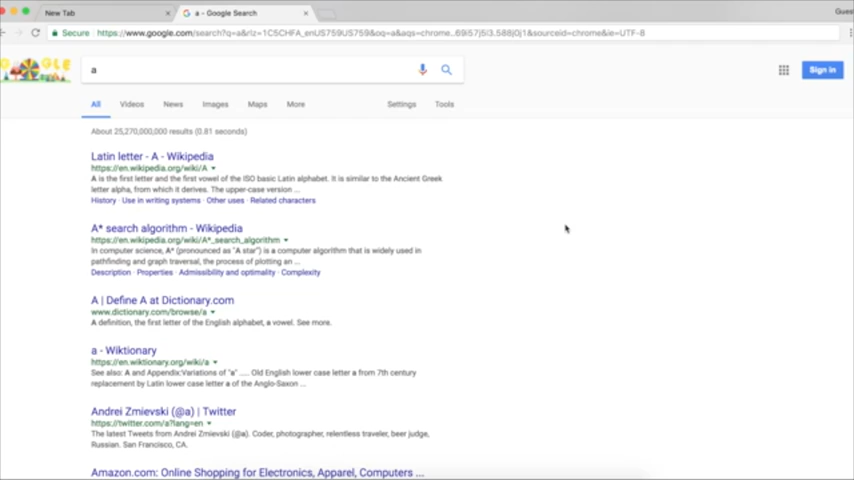 New Tab
a - Google Search
Gues
Secure https://www.google.com/search?q=a&rlz=1C5CHFA_enUS759US759&oq=a&aqs=chrome..69i57j5l3.588j0j1&sourceid=chrome&ie=UTF-8
GOOGLE
a
Sign in
All Videos News Images Maps More Settings Tools
About 25,270,000,000 results (0.81 seconds)
Latin letter - A - Wikipedia
https://en.wikipedia.org/wiki/A
A is the first letter and the first vowel of the ISO basic Latin alphabet. It is similar to the Ancient Greek
letter alpha, from which it derives. The upper-case version ...
History · Use in writing systems · Other uses · Related characters
A* search algorithm - Wikipedia
https://en.wikipedia.org/wiki/A*_search_algorithm
In computer science, A* (pronounced as "A star") is a computer algorithm that is widely used in
pathfinding and graph traversal, the process of plotting an ...
Description · Properties · Admissibility and optimality · Complexity
A | Define A at Dictionary.com
www.dictionary.com/browse/a
A definition, the first letter of the English alphabet, a vowel. See more.
a - Wiktionary
https://en.wiktionary.org/wiki/a
See also: A and Appendix:Variations of "a" ..... Old English lower case letter a from 7th century
replacement by Latin lower case letter a of the Anglo-Saxon ...
Andrei Zmievski (@a) | Twitter
https://twitter.com/a?lang=en
The latest Tweets from Andrei Zmievski (@a). Coder, photographer, relentless traveler, beer judge,
Russian. San Francisco, CA.
Amazon.com: Online Shopping for Electronics, Apparel, Computers ...